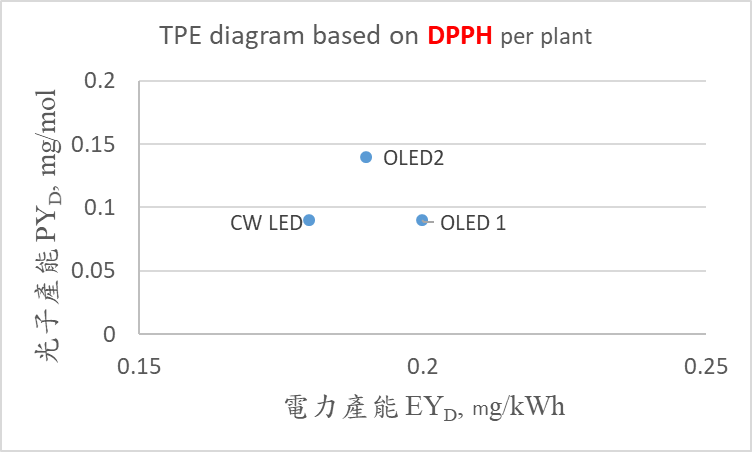 TPE diagram based on DPPH per plant
光子產能 PYD, mg/mol
0.2
0.15
0.1
0.05
0
OLED2
CW LED
OLED 1
0.15
0.2
0.25
電力產能 EYD, mg/kWh